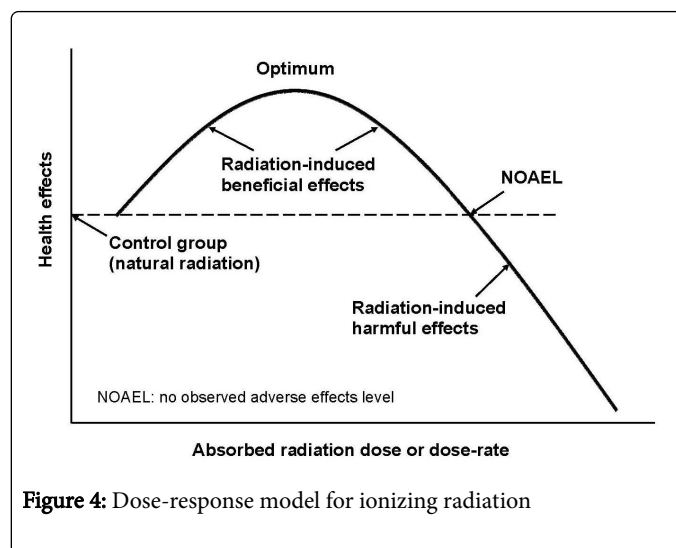 Optimum
Radiation-induced
beneficial effects
NOAEL
Health effects
Control group
(natural radiation)
Radiation-induced
harmful effects
NOAEL: no observed adverse effects level
Absorbed radiation dose or dose-rate
Figure 4: Dose-response model for ionizing radiation